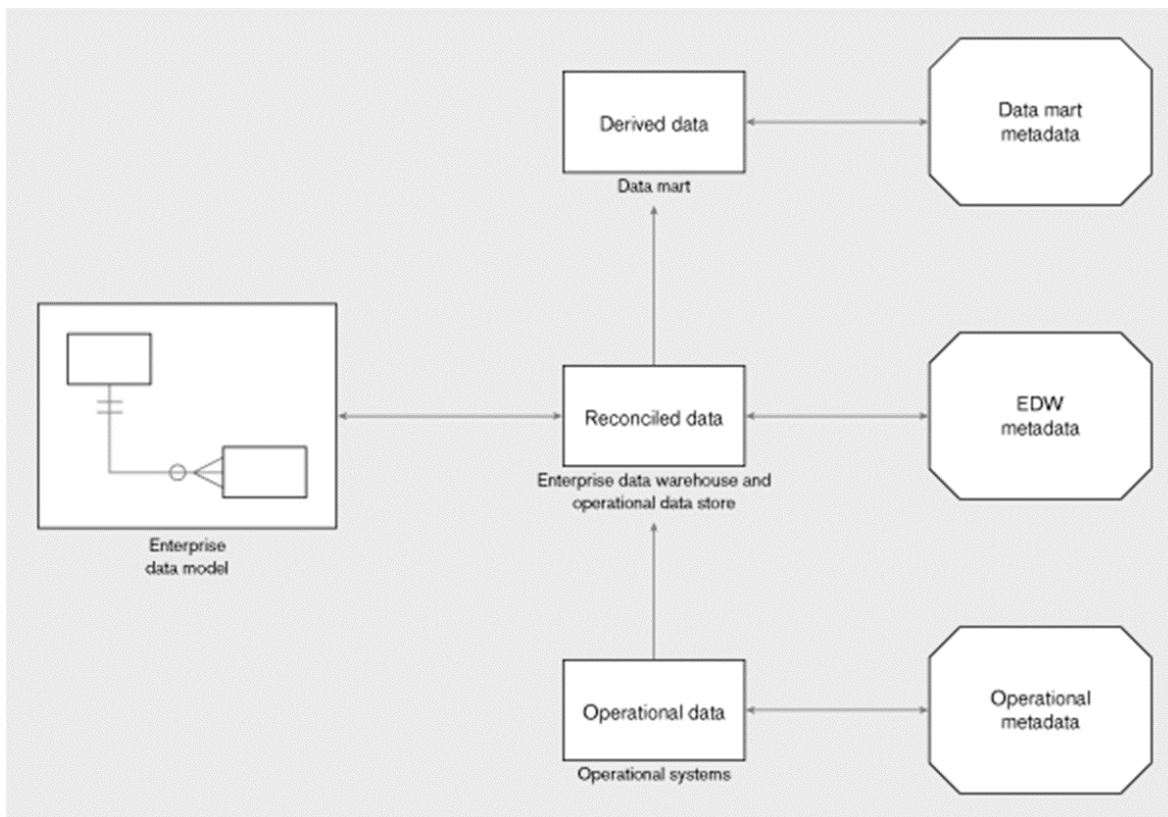 Derived data
Data mart
Data mart
metadata
Enterprise
data model
Reconciled data
Enterprise data warehouse and
operational data store
EDW
metadata
Operational data
Operational systems
Operational
metadata